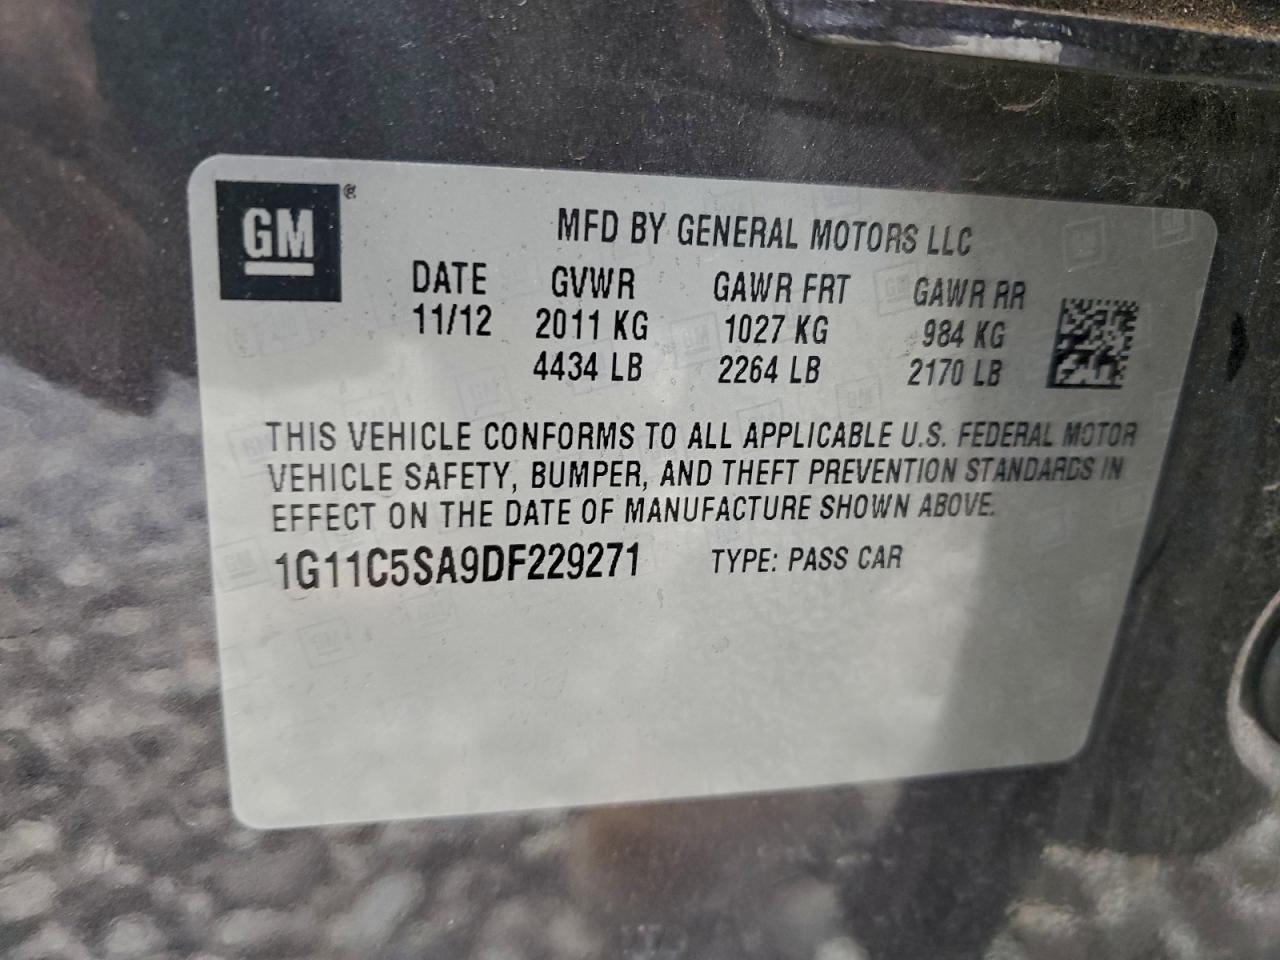 GM®
MFD BY GENERAL MOTORS LLC
DATE GVWR GAWR FRT GAWR RR
11/12 2011 KG 1027 KG 984 KG
4434 LB 2264 LB 2170 LB
THIS VEHICLE CONFORMS TO ALL APPLICABLE U.S. FEDERAL MOTOR
VEHICLE SAFETY, BUMPER, AND THEFT PREVENTION STANDARDS IN
EFFECT ON THE DATE OF MANUFACTURE SHOWN ABOVE.
1G11C5SA9DF229271 TYPE: PASS CAR